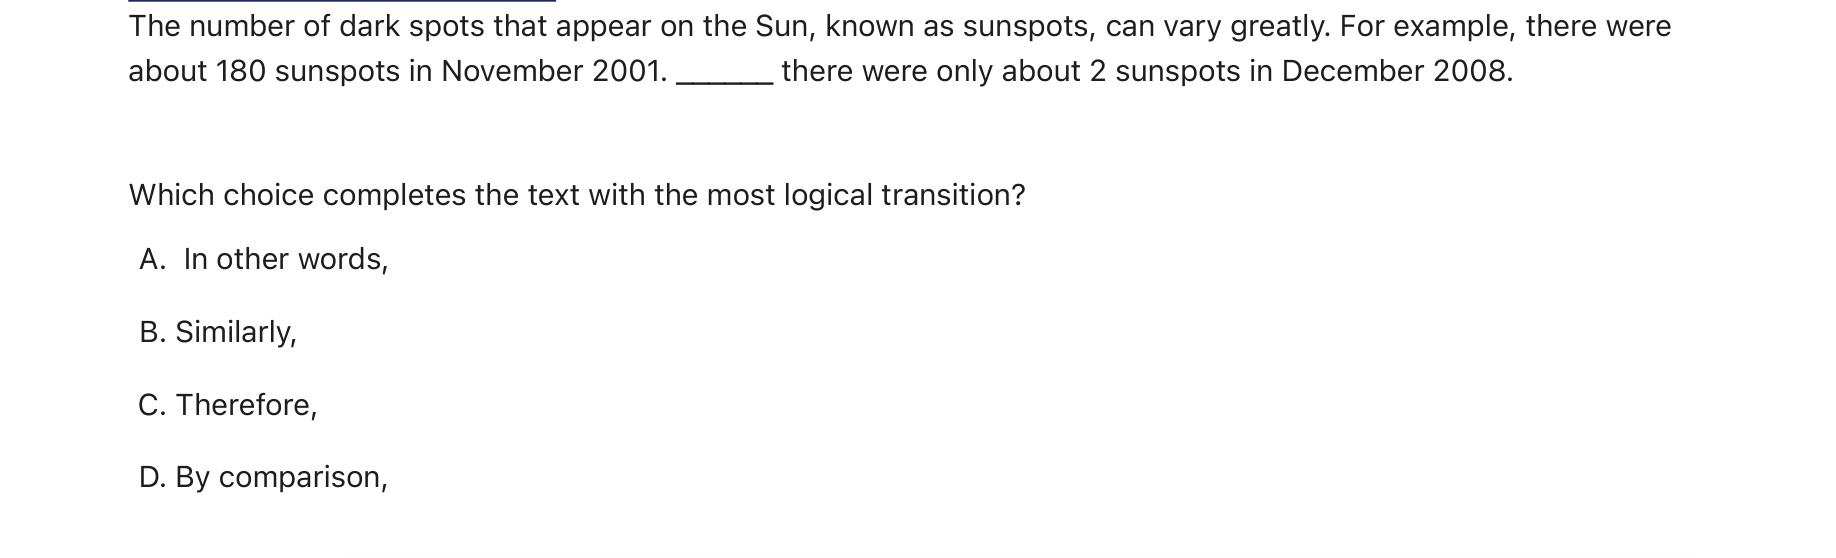 The number of dark spots that appear on the Sun, known as sunspots, can vary greatly. For example, there were
about 180 sunspots in November 2001. ______ there were only about 2 sunspots in December 2008.
Which choice completes the text with the most logical transition?
A. In other words,
B. Similarly,
C. Therefore,
D. By comparison,